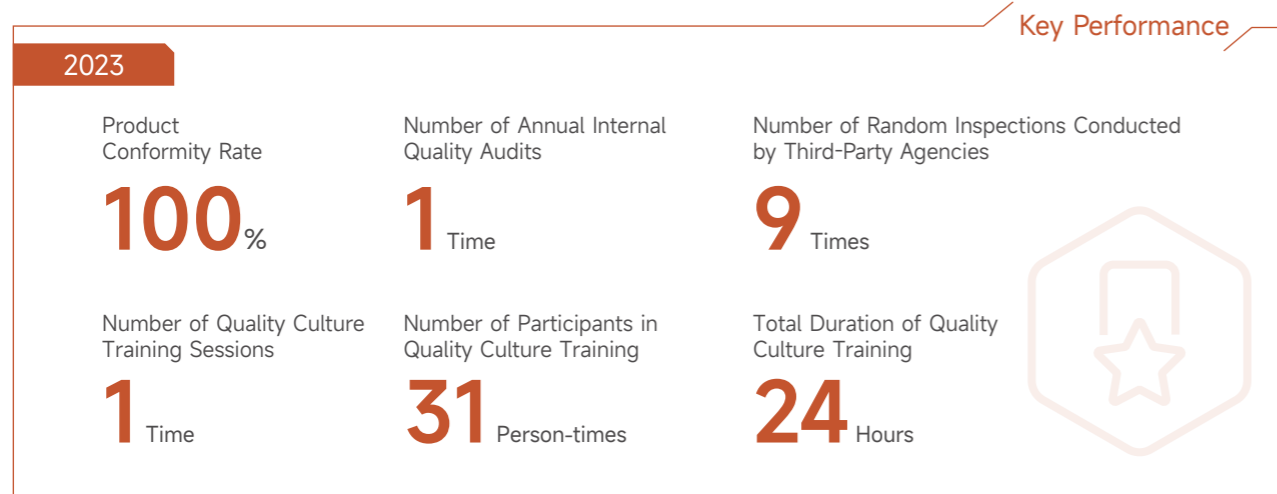 Key Performance
2023
Product
Conformity Rate
100%
Number of Annual Internal
Quality Audits
1 Time
Number of Random Inspections Conducted
by Third-Party Agencies
9 Times
Number of Quality Culture
Training Sessions
1 Time
Number of Participants in
Quality Culture Training
31 Person-times
Total Duration of Quality
Culture Training
24 Hours